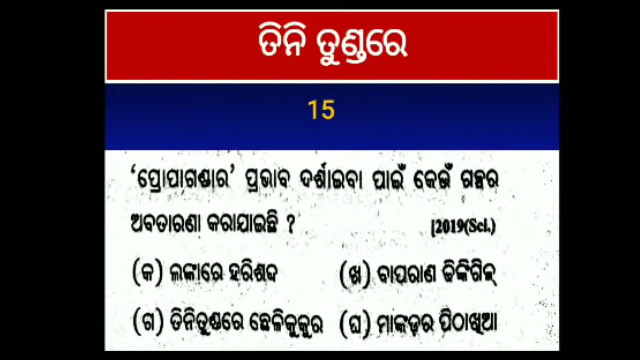 ତିନି ତୁଣ୍ଡରେ
15
‘ପ୍ରୋପାଗଣ୍ଡାର’ ପ୍ରଭାବ ଦର୍ଶାଇବା ପାଇଁ କେଉଁ ଗଳ୍ପର
ଅବତାରଣା କରାଯାଇଛି ? [2019(Sci.)
(କ) ଲଙ୍କାରେ ହରିଶବ୍ଦ (ଖ) ବାପରାଣ ଢିଙ୍କିଗିଳ୍
(ଗ) ତିନିତୁଣ୍ଡରେ ଛେଳିକୁକୁର (ଘ) ମାଙ୍କଡ଼ର ପିଠାଖିଆ